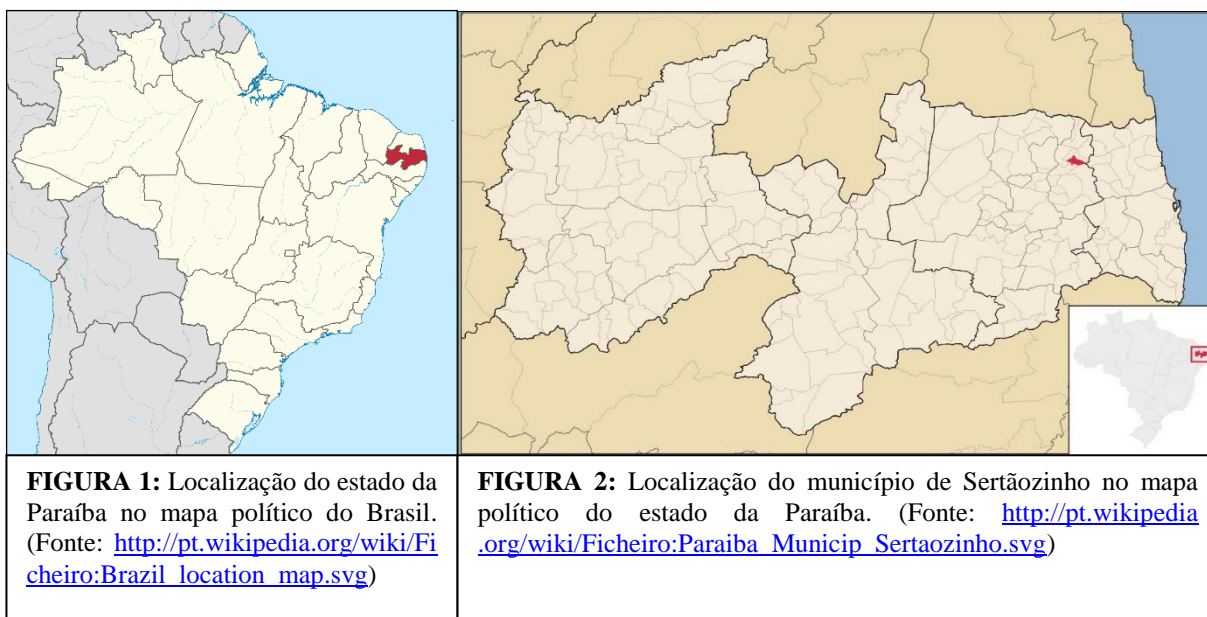 FIGURA 1: Localização do estado da
Paraíba no mapa político do Brasil.
(Fonte: http://pt.wikipedia.org/wiki/Fi
cheiro:Brazil_location_map.svg)
FIGURA 2: Localização do município de Sertãozinho no mapa
político do estado da Paraíba. (Fonte: http://pt.wikipedia
.org/wiki/Ficheiro:Paraiba_Municip_Sertaozinho.svg)